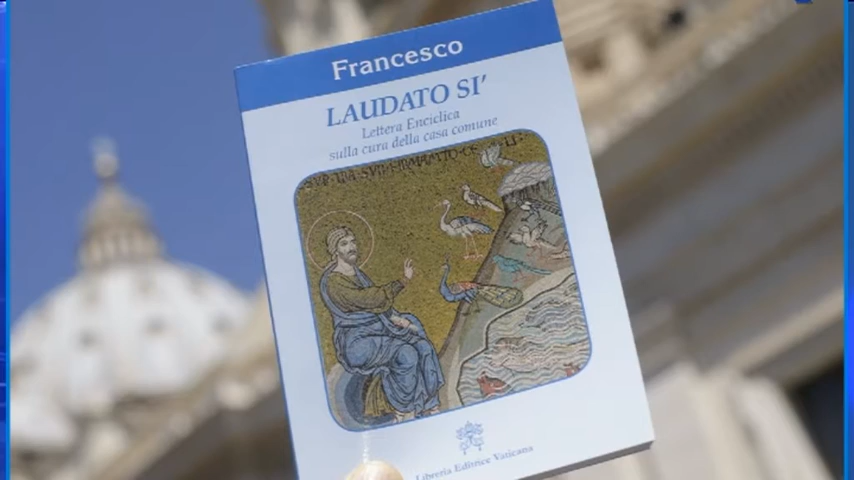 Francesco
LAUDATO SI'
Lettera Enciclica
sulla cura della casa comune
Libreria Editrice Vaticana